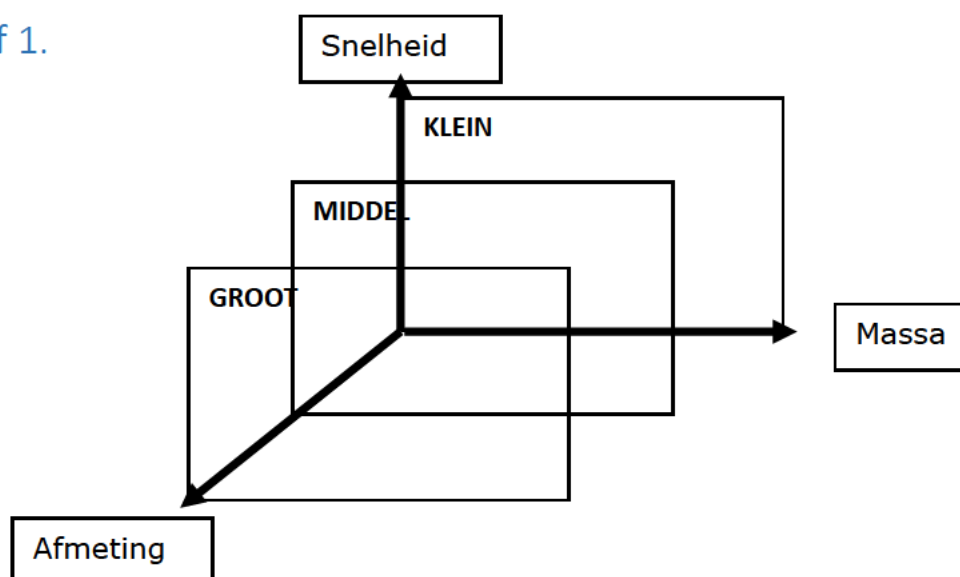 f 1.
Snelheid
KLEIN
MIDDEL
GROOT
Massa
Afmeting